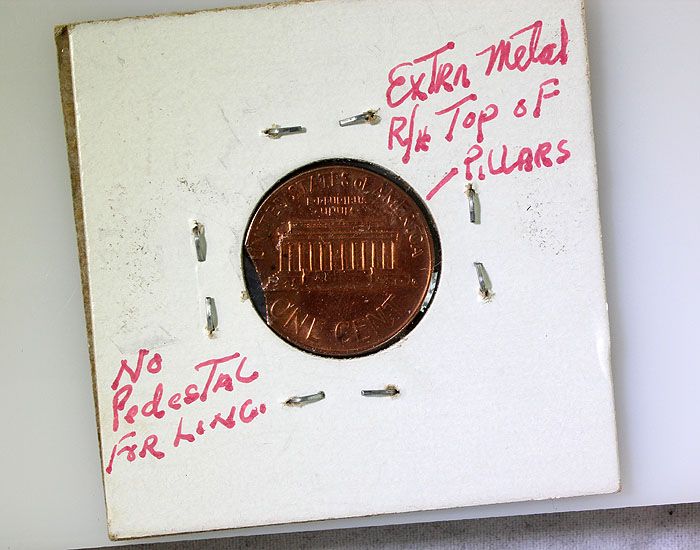 Extra Metal
R/H Top of
Pillars
UNITED STATES OF AMERICA
E PLURIBUS
UNUM
ONE CENT
No
Pedestal
For Linc.